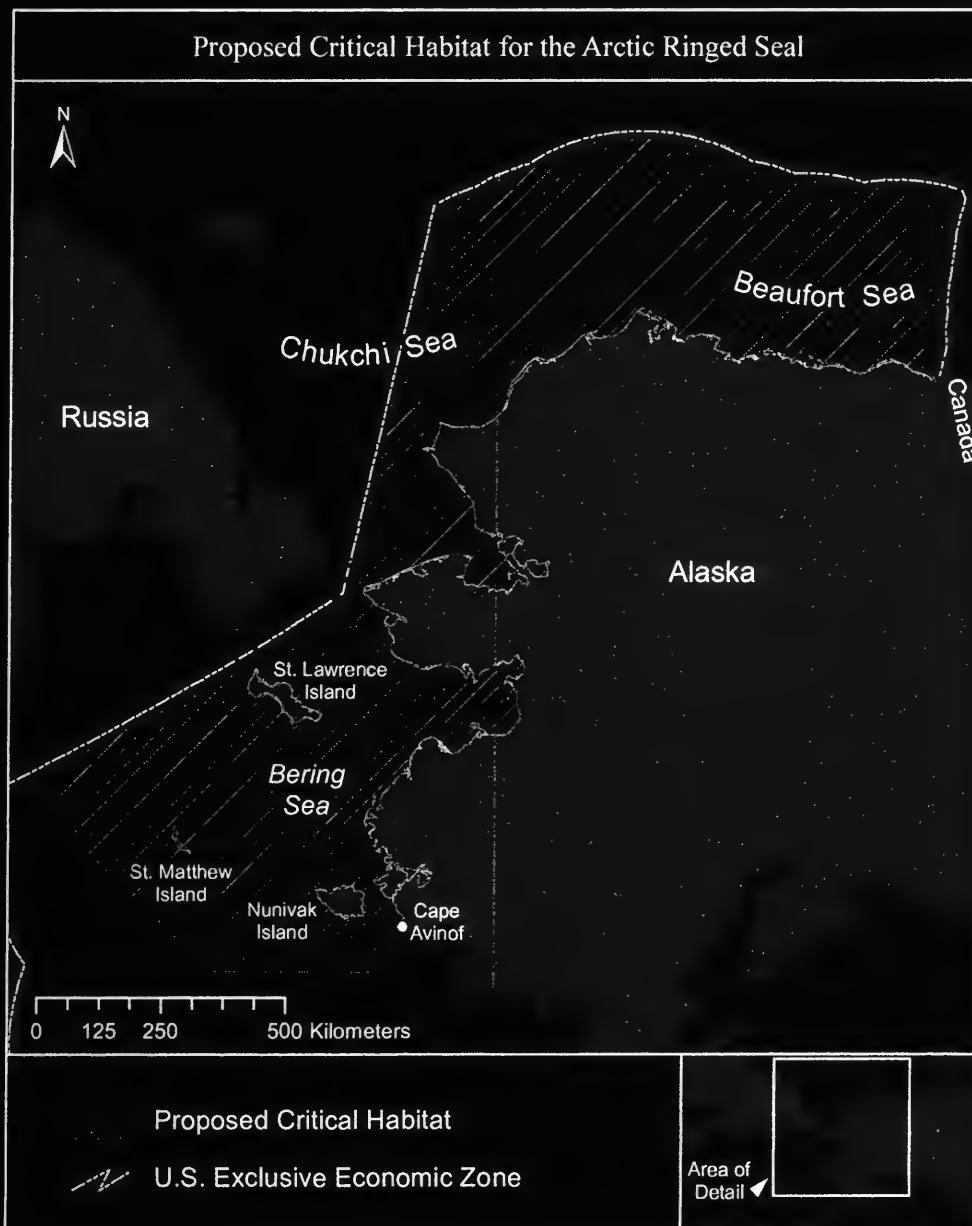 Proposed Critical Habitat for the Arctic Ringed Seal
N
Beaufort Sea
Chukchi Sea
Russia
Canada
Alaska
St. Lawrence
Island
Bering
Sea
St. Matthew
Island
Nunivak
Island
Cape
Avinof
0 125 250 500 Kilometers
Proposed Critical Habitat
U.S. Exclusive Economic Zone
Area of
Detail